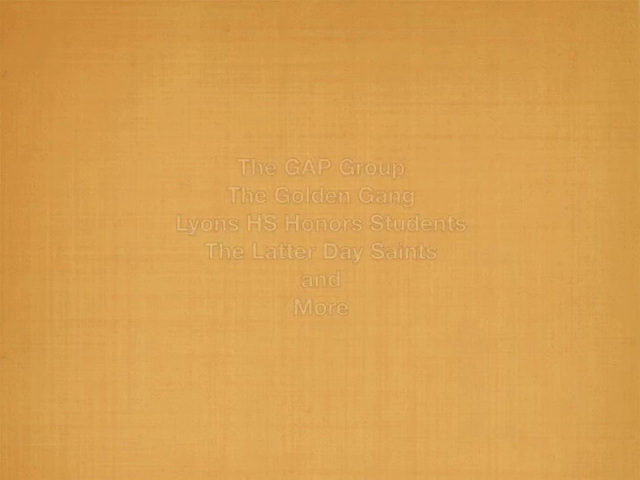 The GAP Group
The Golden Gang
Lyons HS Honors Students
The Latter Day Saints
and
More